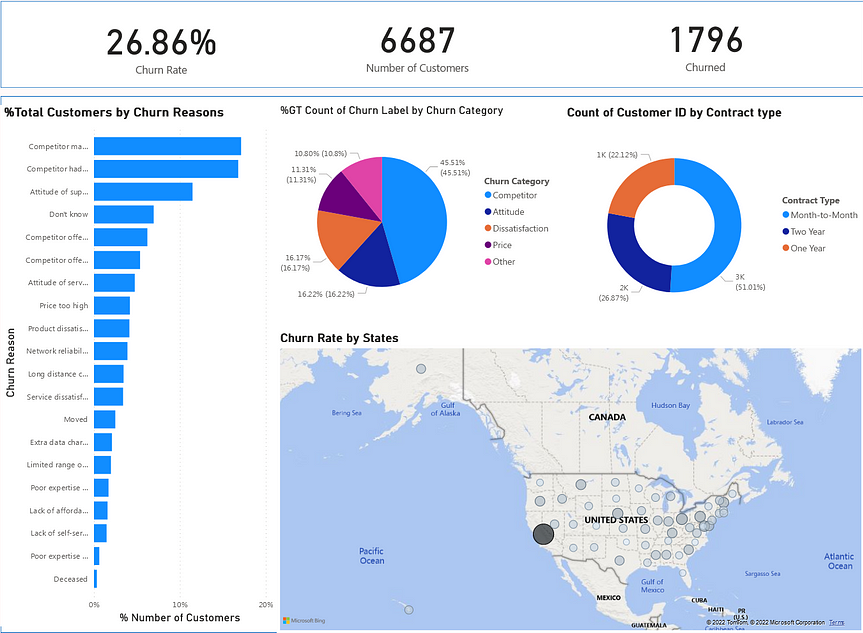 26.86%
Churn Rate
6687
Number of Customers
1796
Churned
%Total Customers by Churn Reasons
Churn Reason
Competitor ma...
Competitor had...
Attitude of sup...
Don't know
Competitor offe...
Competitor offe...
Attitude of serv...
Price too high
Product dissatis...
Network reliabil...
Long distance c...
Service dissatisf...
Moved
Extra data char...
Limited range o...
Poor expertise ...
Lack of afforda...
Lack of self-ser...
Poor expertise ...
Deceased
0%
10%
20%
% Number of Customers
%GT Count of Churn Label by Churn Category
10.80% (10.8%)
11.31%
(11.31%)
16.17%
(16.17%)
16.22% (16.22%)
45.51%
(45.51%)
Churn Category
Competitor
Attitude
Dissatisfaction
Price
Other
Count of Customer ID by Contract type
1K (22.12%)
2K
(26.87%)
3K
(51.01%)
Contract Type
Month-to-Month
Two Year
One Year
Churn Rate by States
Bering Sea
Gulf
of Alaska
CANADA
Hudson Bay
Labrador Sea
UNITED STATES
Pacific
Ocean
Atlantic
Ocean
Sargasso Sea
Gulf of
Mexico
MEXICO
CUBA
HAITI
PR
(U.S.)
Caribbean Sea
GUATEMALA
Microsoft Bing
© 2022 TomTom, © 2022 Microsoft Corporation Terms